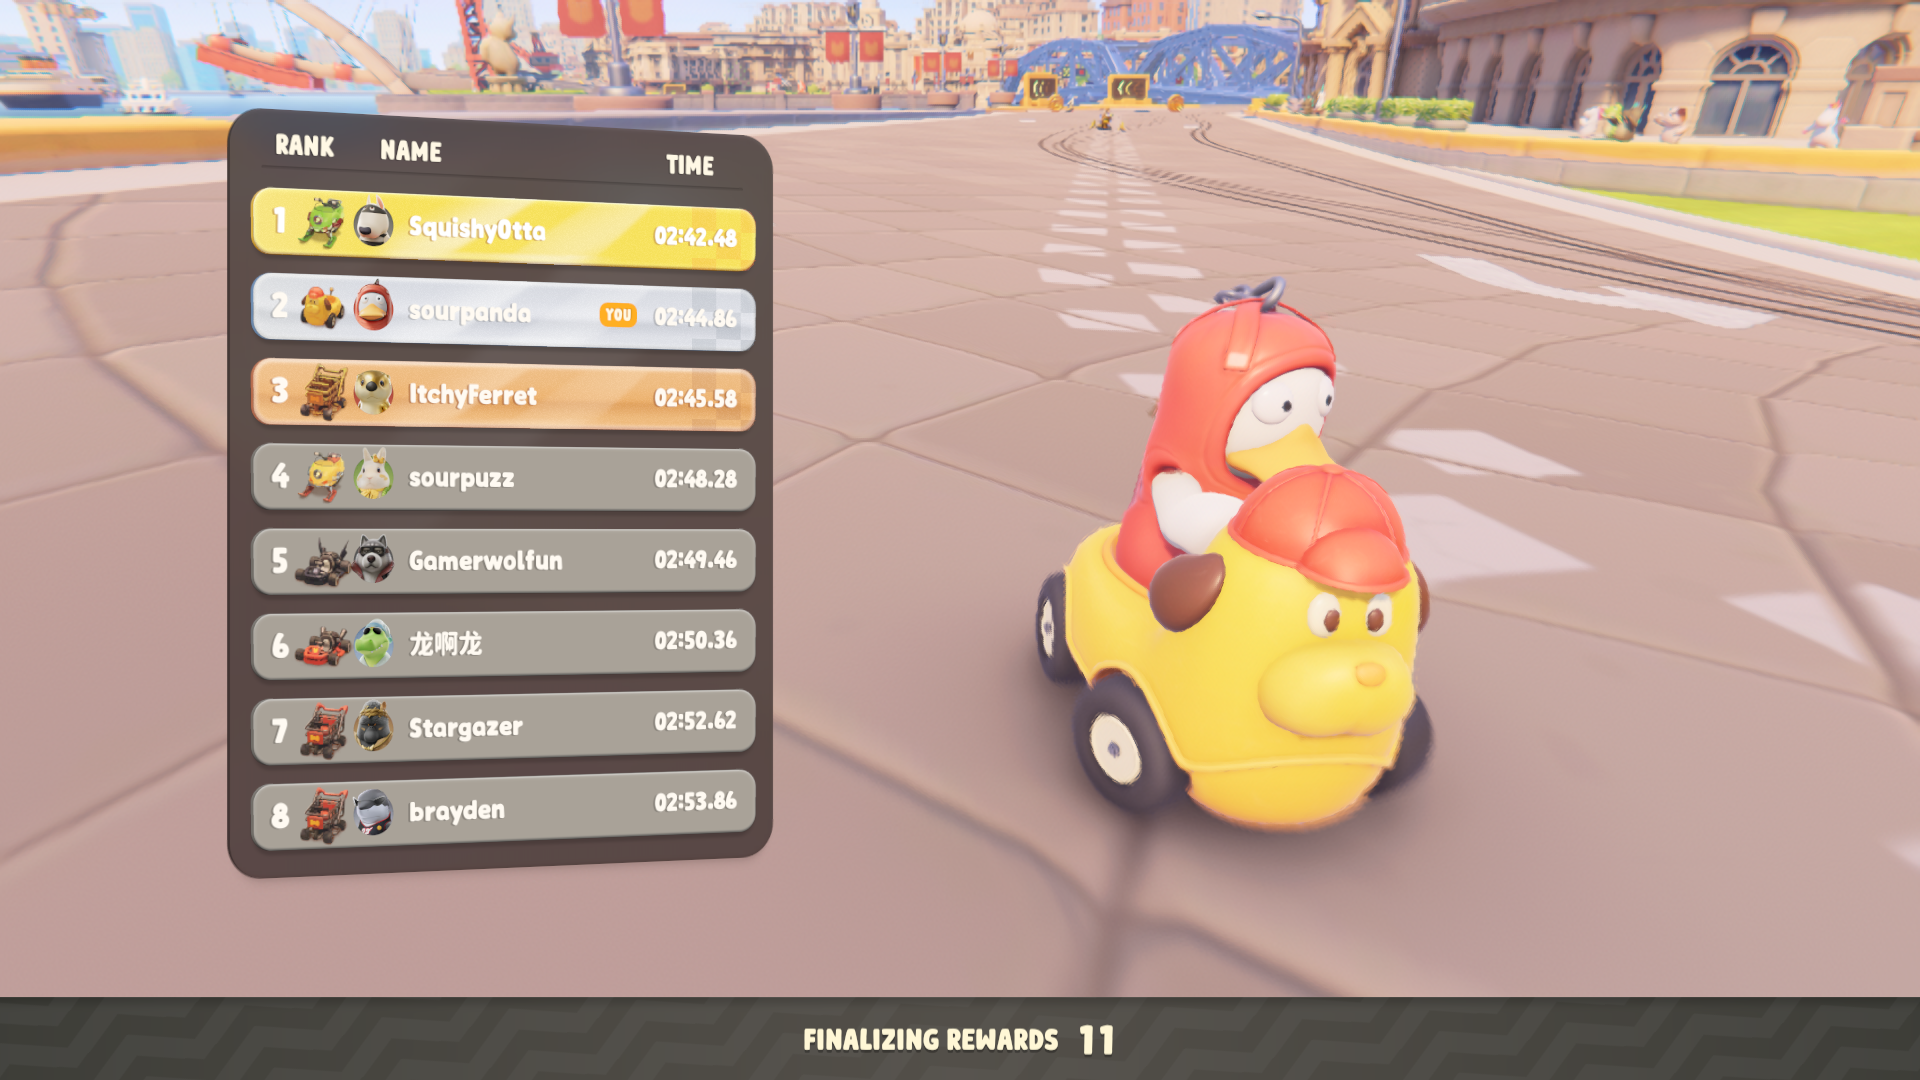 RANK NAME TIME
1 SquishyOtta 02:42.48
2 sourpanda YOU 02:44.86
3 ItchyFerret 02:45.58
4 sourpuzz 02:48.28
5 Gamerwolfun 02:49.46
6 龙啊龙 02:50.36
7 Stargazer 02:52.62
8 brayden 02:53.86
FINALIZING REWARDS 11